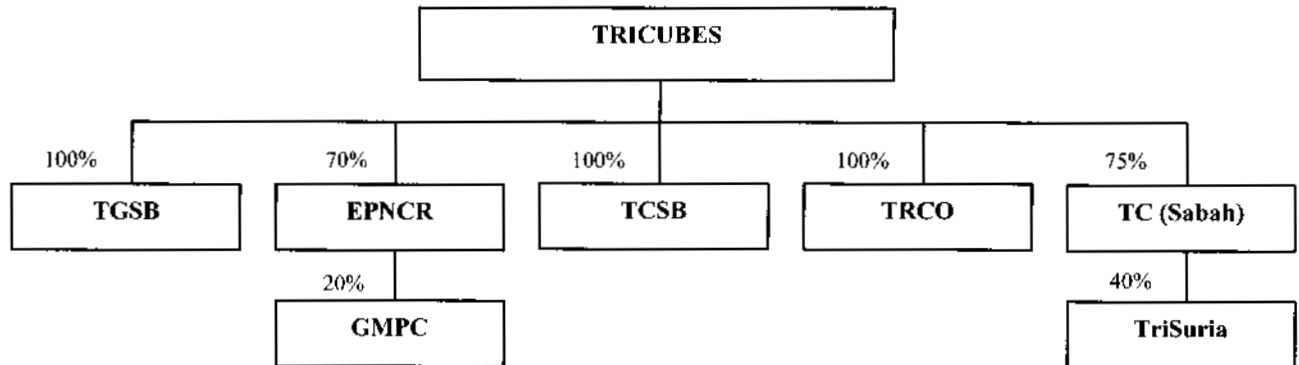 TRICUBES
100% 70% 100% 100% 75%
TGSB EPNCR TCSB TRCO TC (Sabah)
20% 40%
GMPC TriSuria